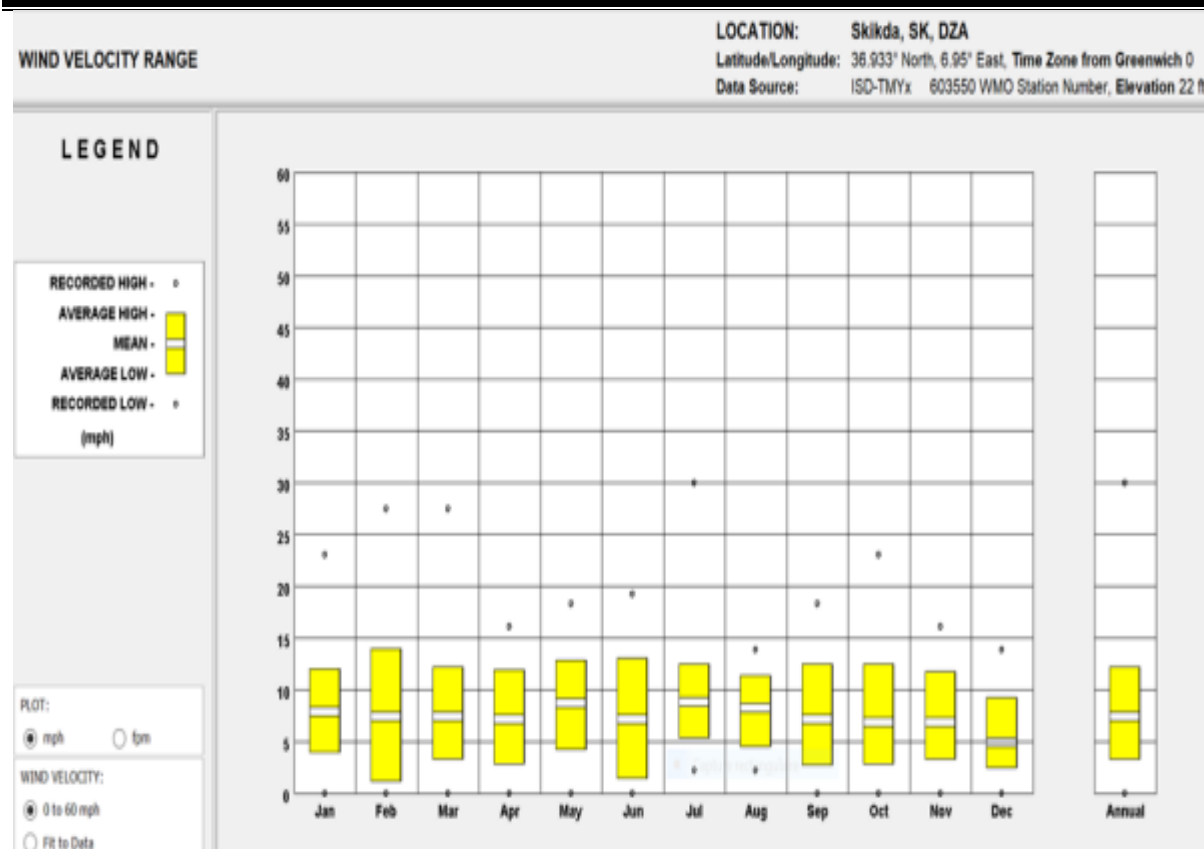 WIND VELOCITY RANGE
LOCATION: Skikda, SK, DZA
Latitude/Longitude: 36.933° North, 6.95° East, Time Zone from Greenwich 0
Data Source: ISD-TMYx 603550 WMO Station Number, Elevation 22 ft
LEGEND
RECORDED HIGH -
AVERAGE HIGH -
MEAN -
AVERAGE LOW -
RECORDED LOW -
(mph)
PLOT:
mph fpm
WIND VELOCITY:
0 to 60 mph
Fit to Data
60
55
50
45
40
35
30
25
20
15
10
5
0
Jan Feb Mar Apr May Jun Jul Aug Sep Oct Nov Dec Annual